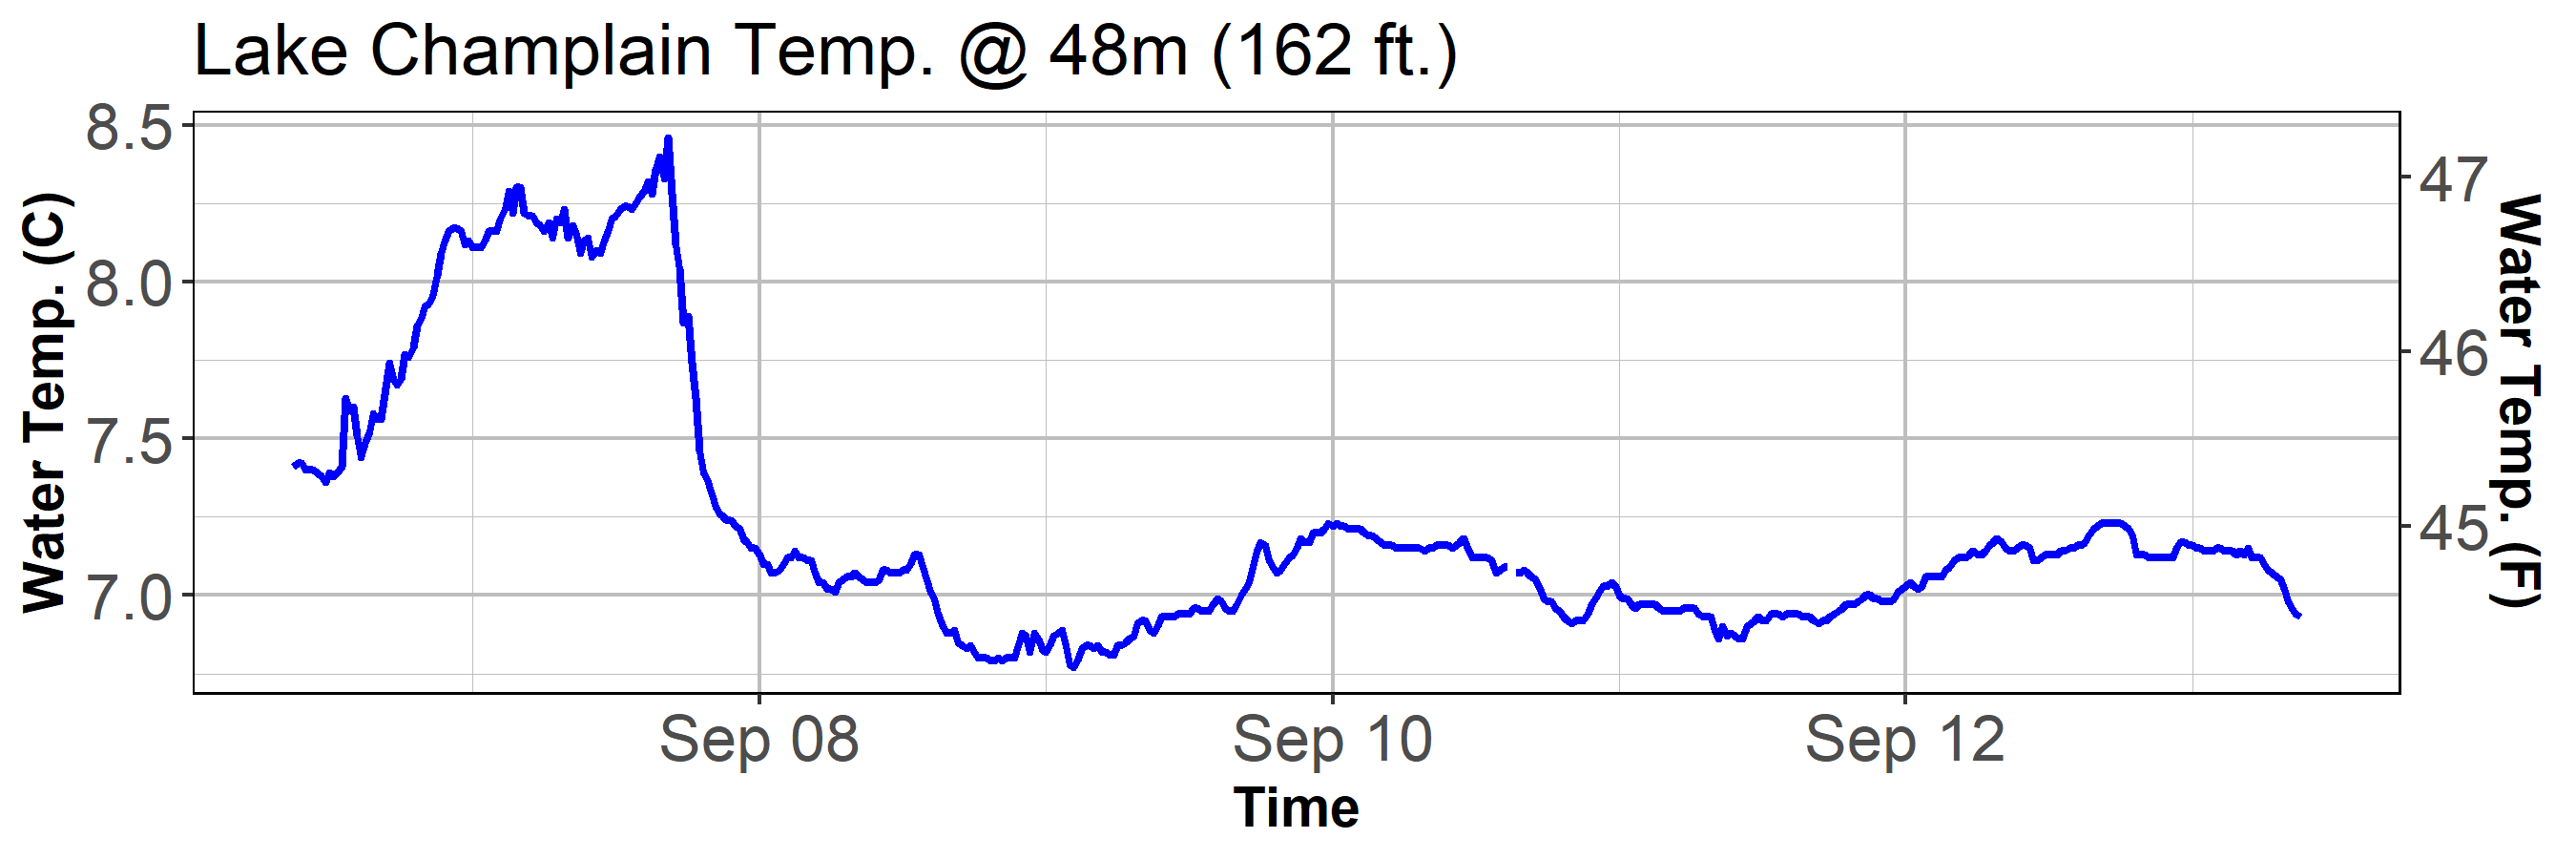 Lake Champlain Temp. @ 48m (162 ft.)
Water Temp. (C)
8.5
8.0
7.5
7.0
47
46
45
Water Temp. (F)
Sep 08
Sep 10
Sep 12
Time